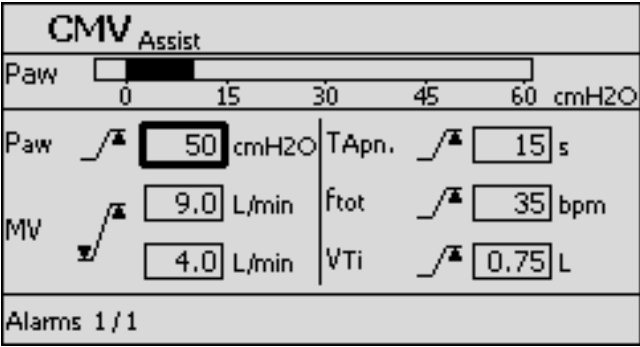 CMV Assist
Paw
0 15 30 45 60 cmH2O
Paw 50 cmH2O TApn. 15 s
MV 9.0 L/min ftot 35 bpm
4.0 L/min VTi 0.75 L
Alarms 1/1